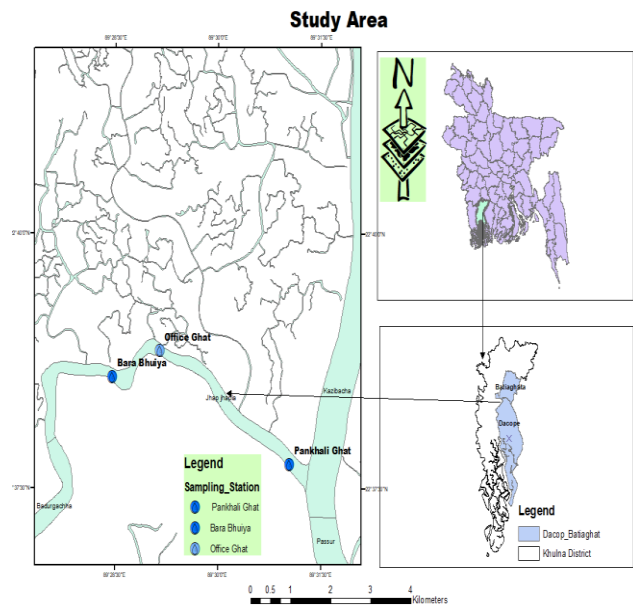 Study Area
N
Office Ghat
Bara Bhuiya
Jhap jhapia
Kazibacha
Pankhali Ghat
Badurgachha
Passur
Legend
Sampling_Station
Pankhali Ghat
Bara Bhuiya
Office Ghat
Batiaghata
Dacope
Legend
Dacop_Batiaghat
Khulna District
0 0.5 1 2 3 4
Kilometers